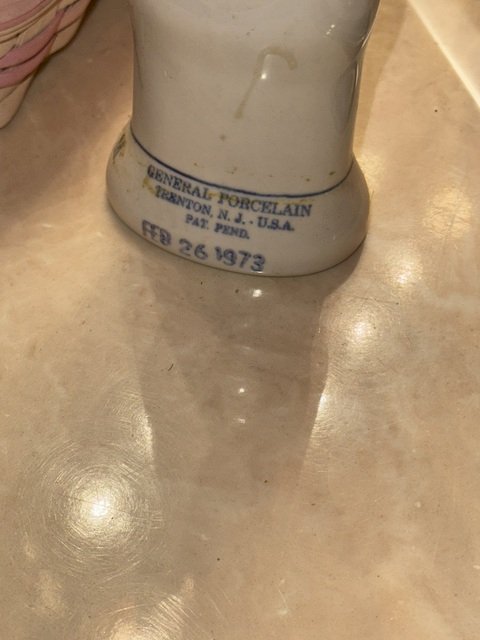 GENERAL PORCELAIN
TRENTON, N. J. - U.S.A.
PAT. PEND.
FEB 26 1973